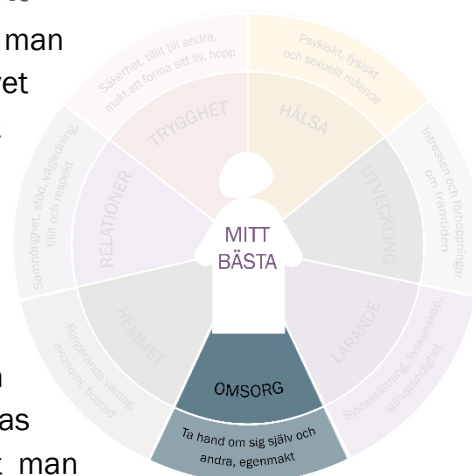 man
et
Säkerhet, tillit till andra,
makt att forma sitt liv, hopp
TRYGGHET
Psykiskt, fysiskt
och sexuellt mående
HÄLSA
Intressen och förhoppningar
om framtiden
UTVECKLING
Sysselsättning, livskunskap,
självständighet
LÄRANDE
Ta hand om sig själv och
andra, egenmakt
OMSORG
Fungerande vardag,
ekonomi, bostad
HEMMET
Samhörighet, stöd, vägledning,
tillit och respekt
RELATIONER
MITT
BÄSTA
as
man